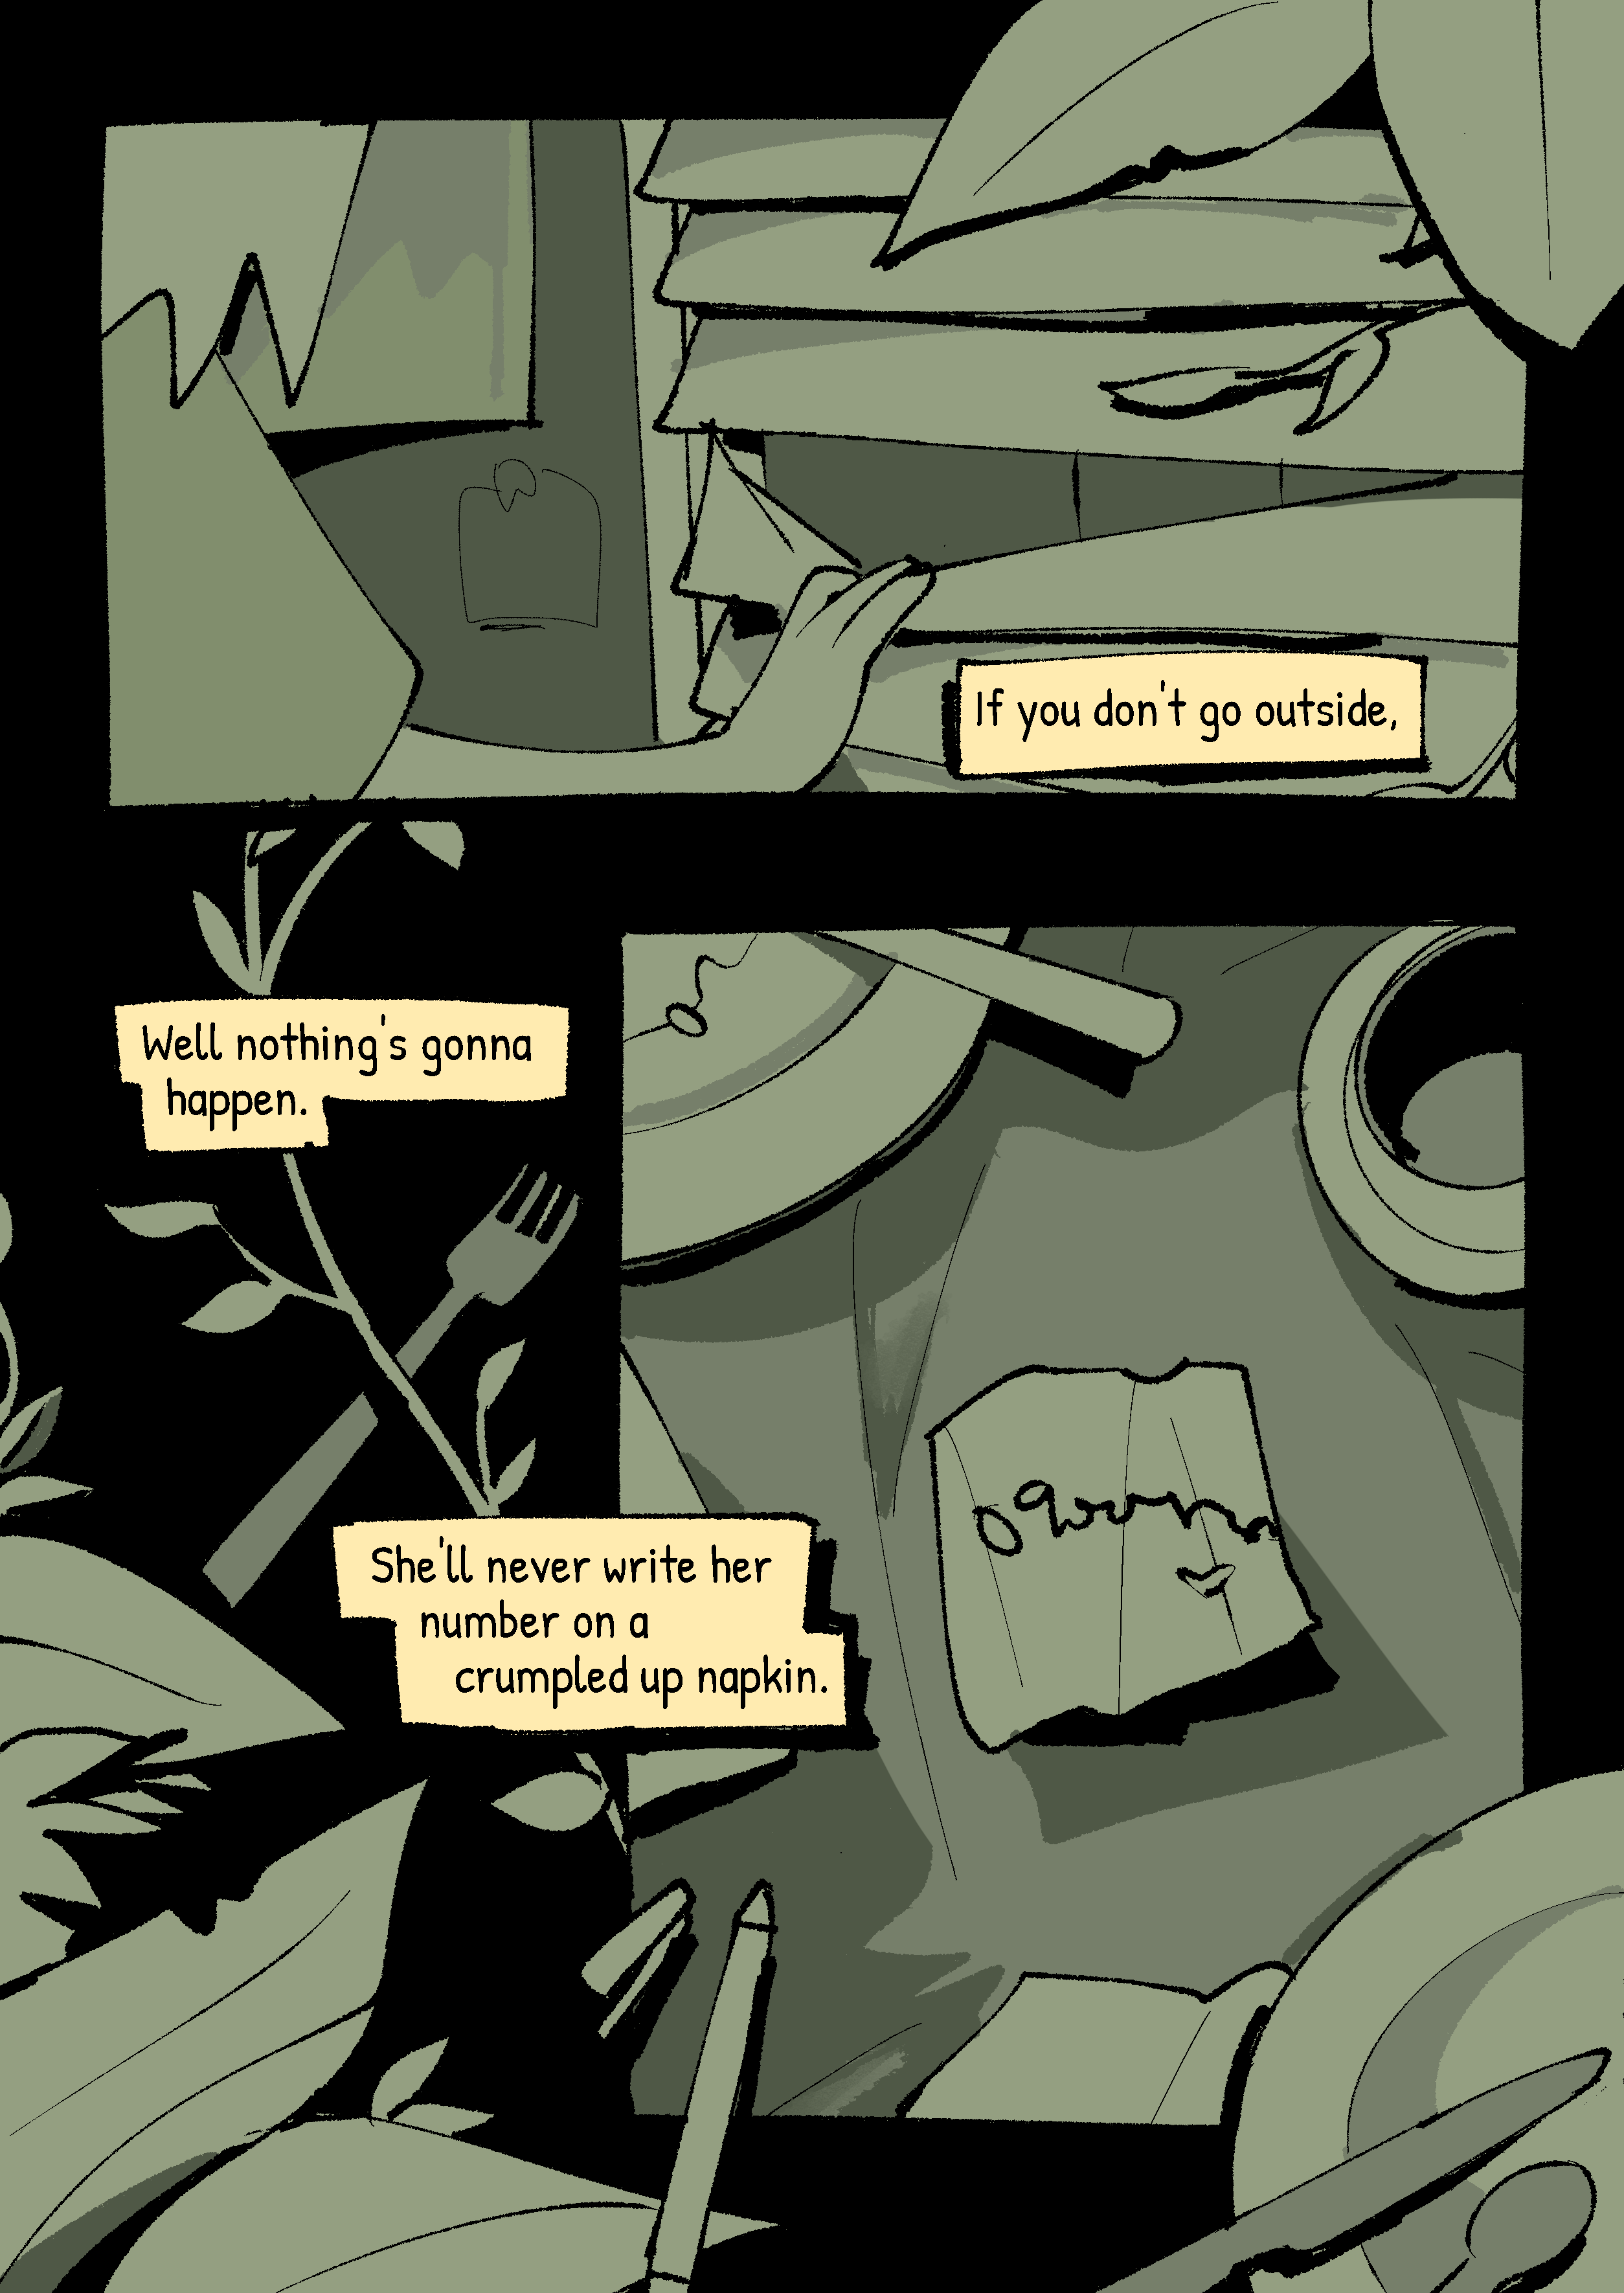 If you don't go outside,
Well nothing's gonna
happen.
She'll never write her
number on a
crumpled up napkin.